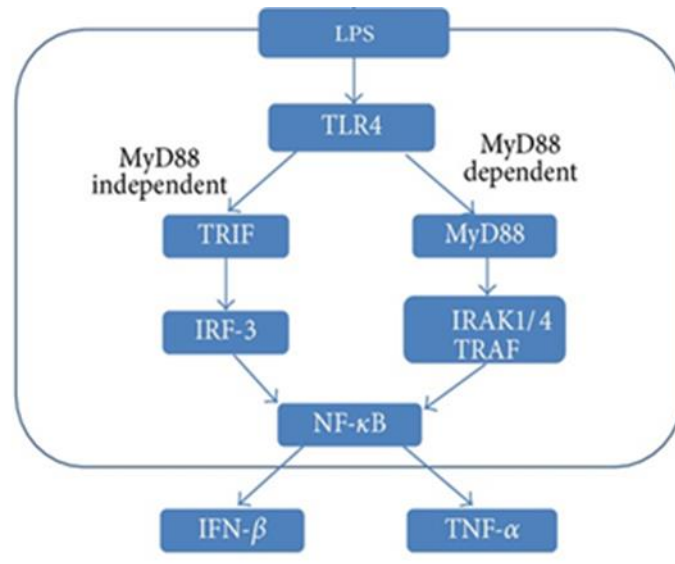 LPS
TLR4
MyD88
independent
MyD88
dependent
TRIF
MyD88
IRF-3
IRAK1/4
TRAF
NF-κB
IFN-β
TNF-α